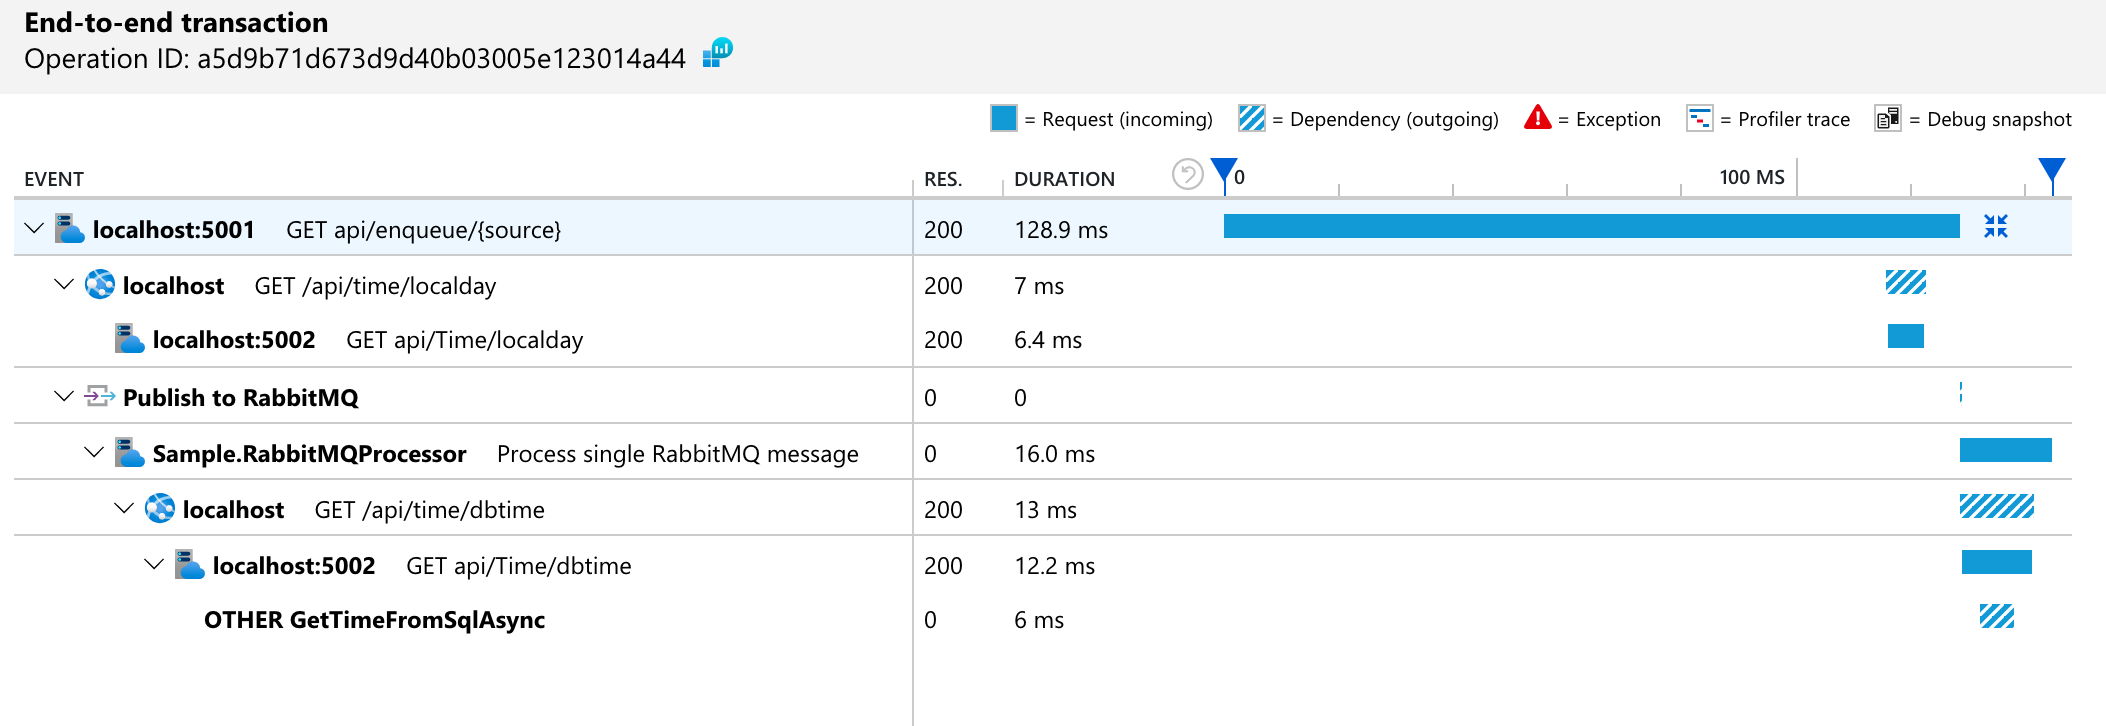 End-to-end transaction
Operation ID: a5d9b71d673d9d40b03005e123014a44
= Request (incoming) = Dependency (outgoing) = Exception = Profiler trace = Debug snapshot
EVENT RES. DURATION 0 100 MS
localhost:5001 GET api/enqueue/{source} 200 128.9 ms
localhost GET /api/time/localday 200 7 ms
localhost:5002 GET api/Time/localday 200 6.4 ms
Publish to RabbitMQ 0 0
Sample.RabbitMQProcessor Process single RabbitMQ message 0 16.0 ms
localhost GET /api/time/dbtime 200 13 ms
localhost:5002 GET api/Time/dbtime 200 12.2 ms
OTHER GetTimeFromSqlAsync 0 6 ms